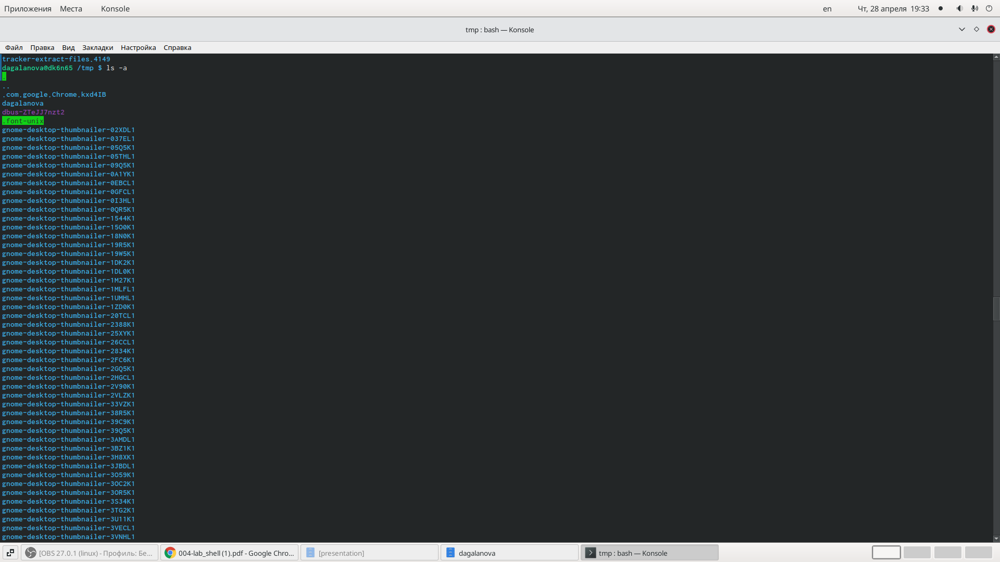 Приложения Места Konsole en Чт, 28 апреля 19:33
tmp : bash — Konsole
Файл Правка Вид Закладки Настройка Справка
tracker-extract-files.4149
dagalanova@dk6n65 /tmp $ ls -a
.
..
.com.google.Chrome.kxd4IB
dagalanova
dbus-ZTeJJ7nzt2
.font-unix
gnome-desktop-thumbnailer-02XDL1
gnome-desktop-thumbnailer-037EL1
gnome-desktop-thumbnailer-05Q5K1
gnome-desktop-thumbnailer-05THL1
gnome-desktop-thumbnailer-09Q5K1
gnome-desktop-thumbnailer-0A1YK1
gnome-desktop-thumbnailer-0EBCL1
gnome-desktop-thumbnailer-0GFCL1
gnome-desktop-thumbnailer-0I3HL1
gnome-desktop-thumbnailer-0QR5K1
gnome-desktop-thumbnailer-1544K1
gnome-desktop-thumbnailer-15O0K1
gnome-desktop-thumbnailer-18N0K1
gnome-desktop-thumbnailer-19R5K1
gnome-desktop-thumbnailer-19W5K1
gnome-desktop-thumbnailer-1DK2K1
gnome-desktop-thumbnailer-1DL0K1
gnome-desktop-thumbnailer-1M27K1
gnome-desktop-thumbnailer-1MLFL1
gnome-desktop-thumbnailer-1UMHL1
gnome-desktop-thumbnailer-1ZD0K1
gnome-desktop-thumbnailer-20TCL1
gnome-desktop-thumbnailer-2388K1
gnome-desktop-thumbnailer-25XYK1
gnome-desktop-thumbnailer-26CCL1
gnome-desktop-thumbnailer-2834K1
gnome-desktop-thumbnailer-2FC6K1
gnome-desktop-thumbnailer-2GQ5K1
gnome-desktop-thumbnailer-2HGCL1
gnome-desktop-thumbnailer-2V90K1
gnome-desktop-thumbnailer-2VLZK1
gnome-desktop-thumbnailer-33VZK1
gnome-desktop-thumbnailer-38R5K1
gnome-desktop-thumbnailer-39C9K1
gnome-desktop-thumbnailer-39Q5K1
gnome-desktop-thumbnailer-3AMDL1
gnome-desktop-thumbnailer-3BZ1K1
gnome-desktop-thumbnailer-3H8XK1
gnome-desktop-thumbnailer-3JBDL1
gnome-desktop-thumbnailer-3O59K1
gnome-desktop-thumbnailer-3OC2K1
gnome-desktop-thumbnailer-3OR5K1
gnome-desktop-thumbnailer-3S34K1
gnome-desktop-thumbnailer-3TG2K1
gnome-desktop-thumbnailer-3U11K1
gnome-desktop-thumbnailer-3VECL1
gnome-desktop-thumbnailer-3VNHL1
[OBS 27.0.1 (linux) - Профиль: Бе... 004-lab_shell (1).pdf - Google Chro... [presentation] dagalanova tmp : bash — Konsole